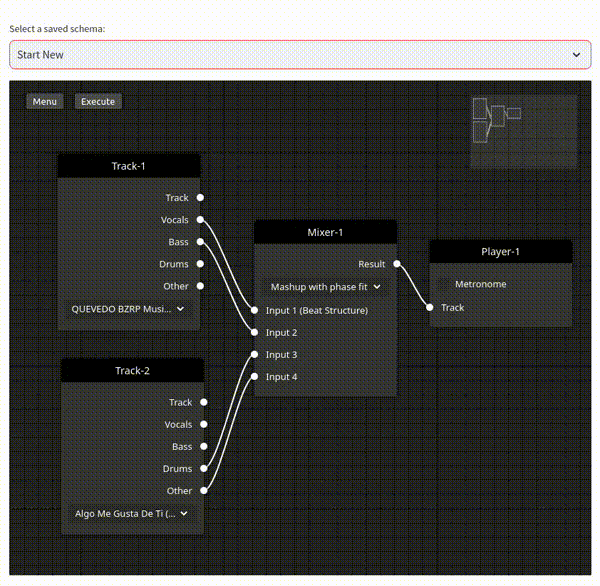 Select a saved schema:
Start New
Menu Execute
Track-1
Track
Vocals
Bass
Drums
Other
QUEVEDO BZRP Musi...
Track-2
Track
Vocals
Bass
Drums
Other
Algo Me Gusta De Ti (...
Mixer-1
Result
Mashup with phase fit
Input 1 (Beat Structure)
Input 2
Input 3
Input 4
Player-1
Metronome
Track